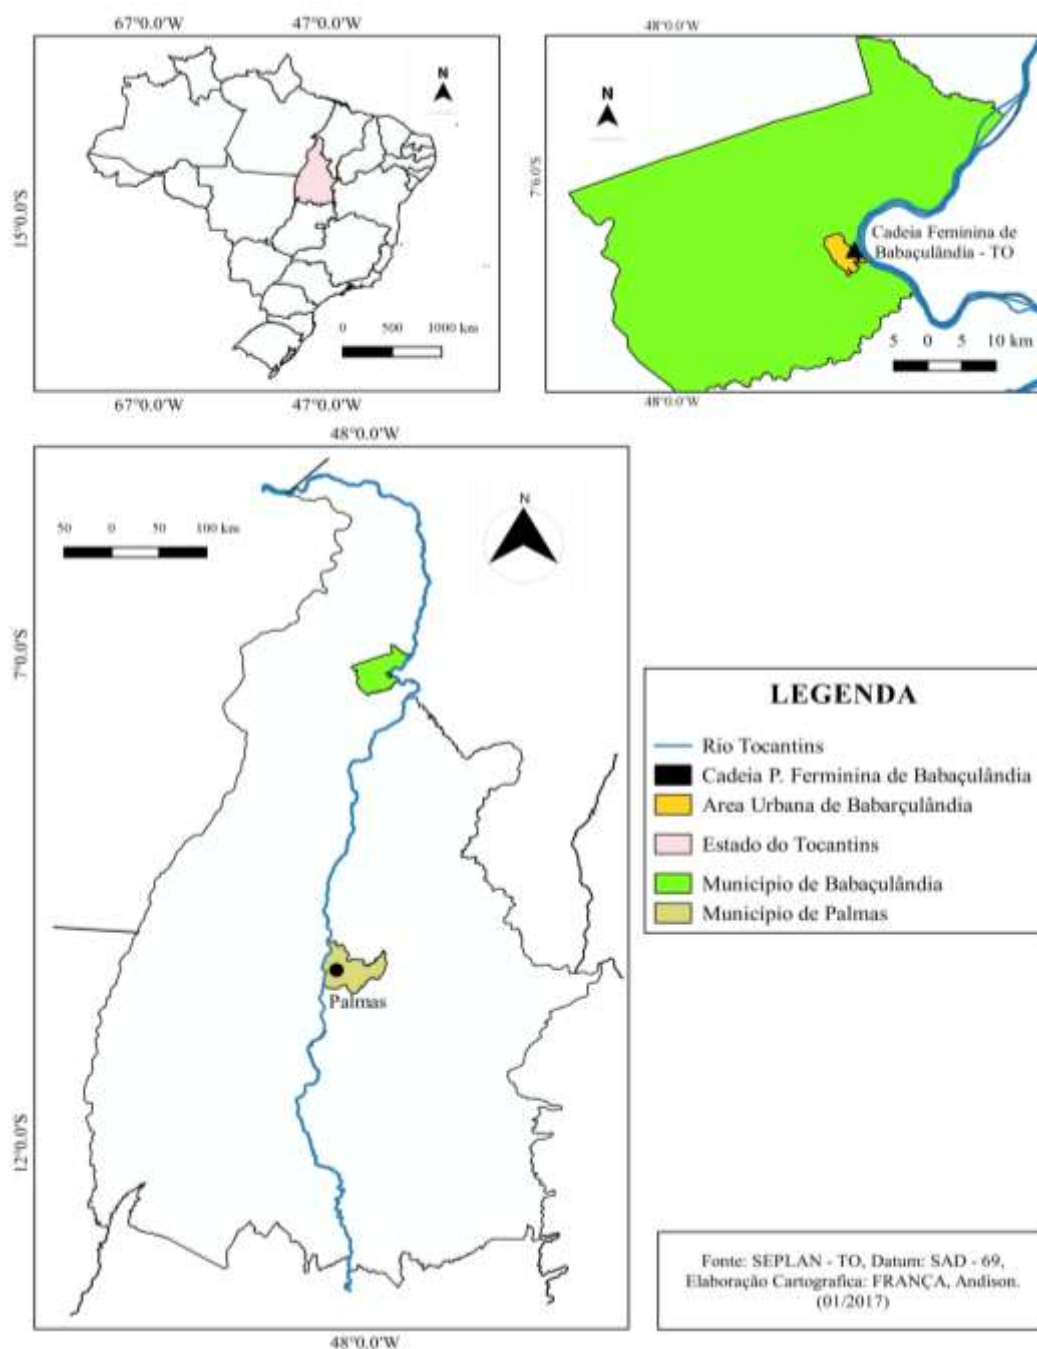 67°0.0'W
47°0.0'W
15°0.0'S
N
0
500
1000 km
67°0.0'W
47°0.0'W
48°0.0'W
7°6.0'S
N
Cadeia Feminina de
Babaçulândia - TO
5
0
5
10 km
48°0.0'W
48°0.0'W
50
0
50
100 km
N
7°0.0'S
12°0.0'S
Palmas
48°0.0'W
LEGENDA
Rio Tocantins
Cadeia P. Ferminina de Babaçulândia
Area Urbana de Babarçulândia
Estado do Tocantins
Município de Babaçulândia
Município de Palmas
Fonte: SEPLAN - TO, Datum: SAD - 69,
Elaboração Cartografica: FRANÇA, Andison.
(01/2017)